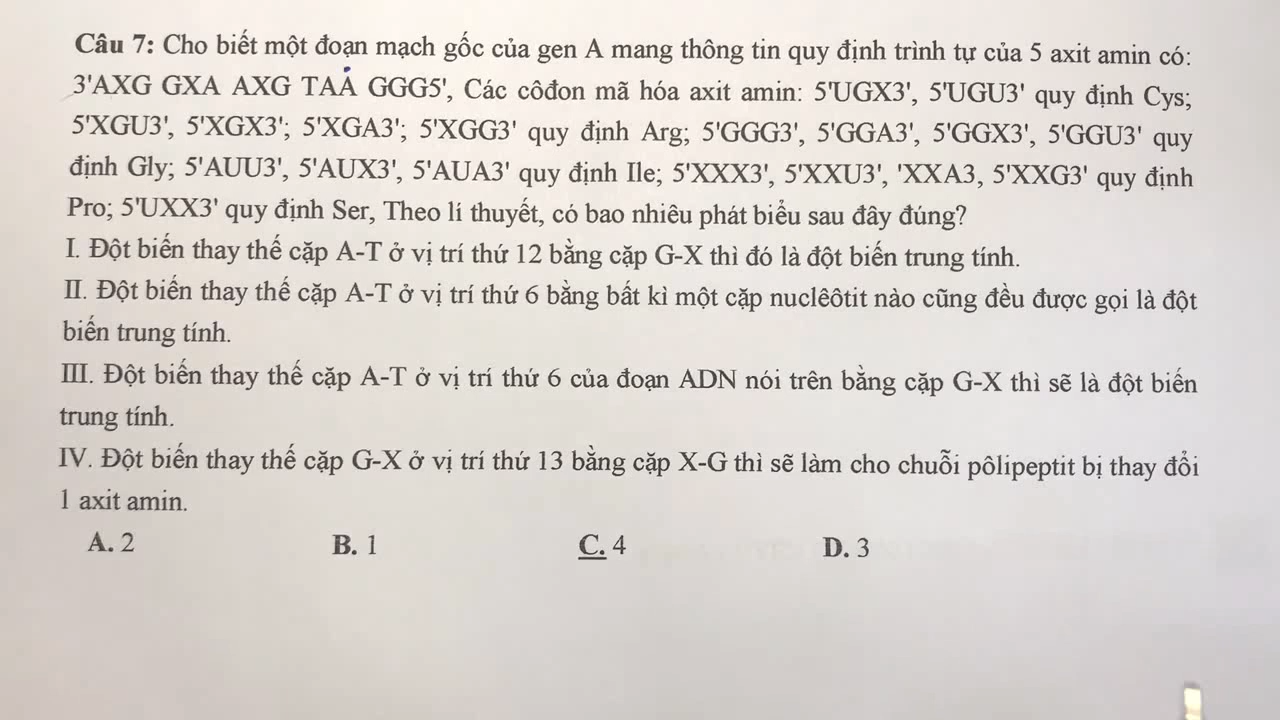 Câu 7: Cho biết một đoạn mạch gốc của gen A mang thông tin quy định trình tự của 5 axit amin có:
3'AXG GXA AXG TAA GGG5', Các côđon mã hóa axit amin: 5'UGX3', 5'UGU3' quy định Cys;
5'XGU3', 5'XGX3'; 5'XGA3'; 5'XGG3' quy định Arg; 5'GGG3', 5'GGA3', 5'GGX3', 5'GGU3' quy
định Gly; 5'AUU3', 5'AUX3', 5'AUA3' quy định Ile; 5'XXX3', 5'XXU3', 'XXA3, 5'XXG3' quy định
Pro; 5'UXX3' quy định Ser, Theo lí thuyết, có bao nhiêu phát biểu sau đây đúng?
I. Đột biến thay thế cặp A-T ở vị trí thứ 12 bằng cặp G-X thì đó là đột biến trung tính.
II. Đột biến thay thế cặp A-T ở vị trí thứ 6 bằng bất kì một cặp nuclêôtit nào cũng đều được gọi là đột
biến trung tính.
III. Đột biến thay thế cặp A-T ở vị trí thứ 6 của đoạn ADN nói trên bằng cặp G-X thì sẽ là đột biến
trung tính.
IV. Đột biến thay thế cặp G-X ở vị trí thứ 13 bằng cặp X-G thì sẽ làm cho chuỗi pôlipeptit bị thay đổi
1 axit amin.
A. 2 B. 1 C. 4 D. 3